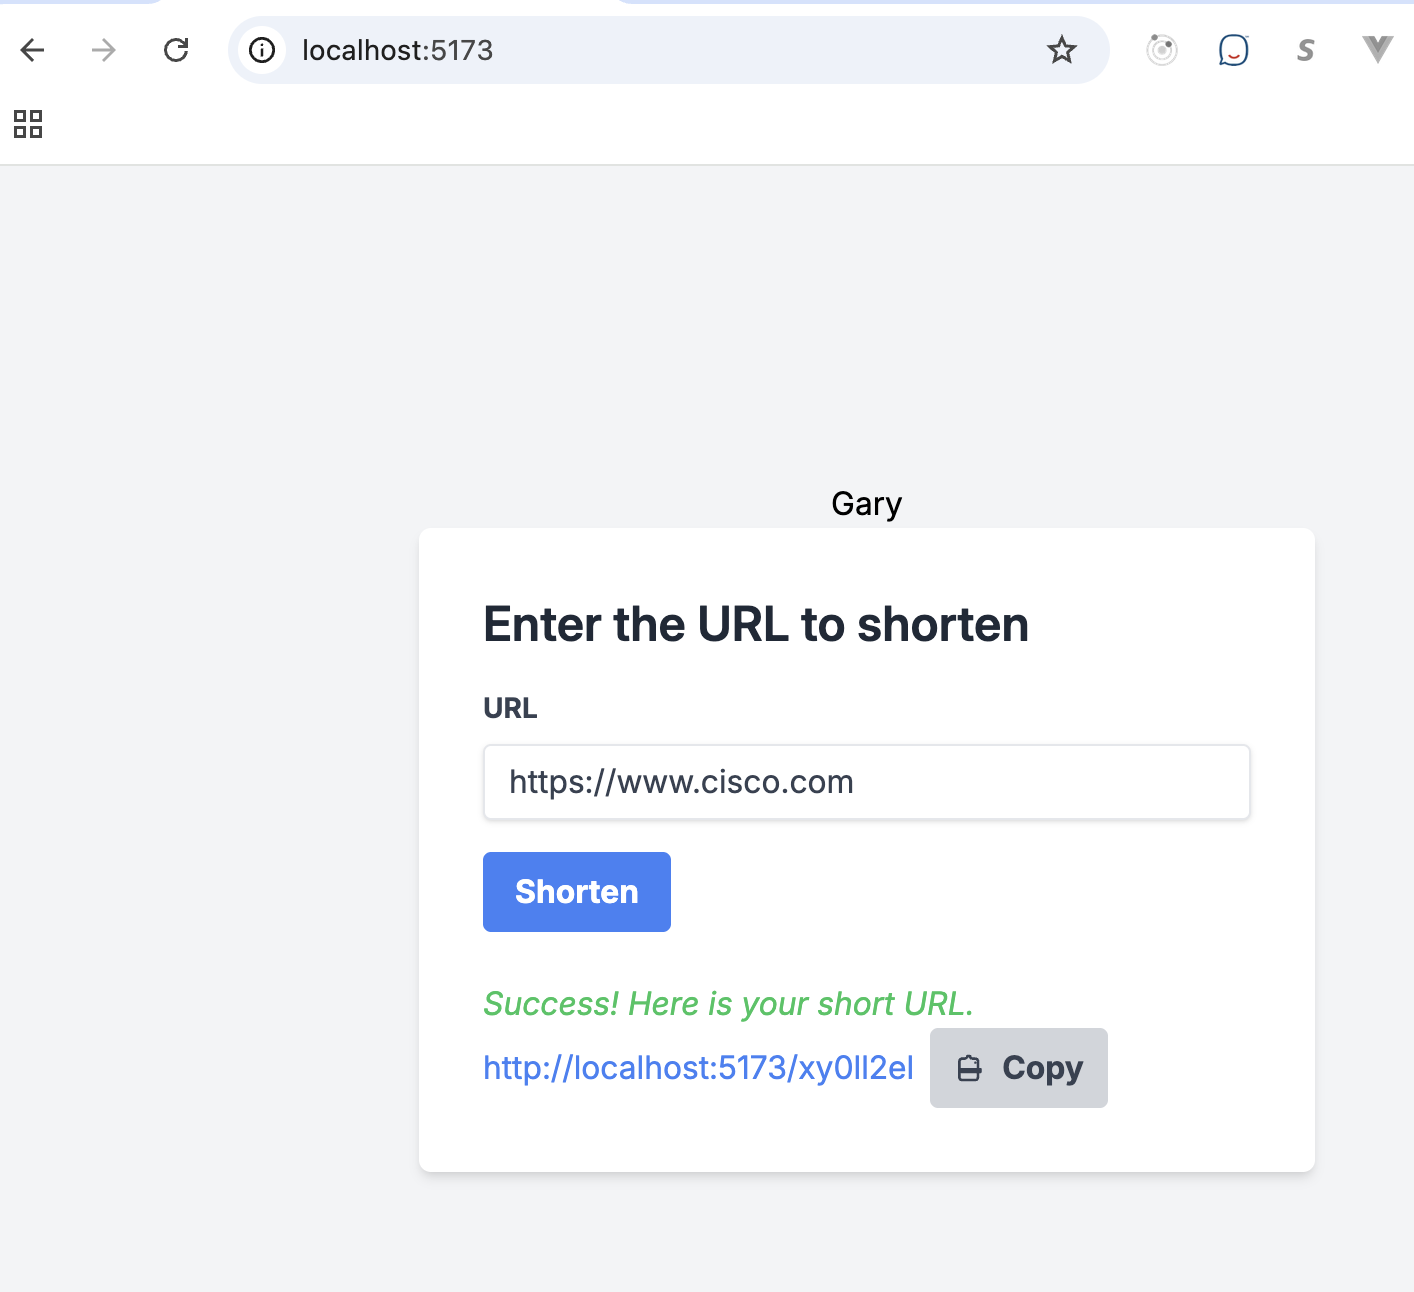 localhost:5173
Gary
Enter the URL to shorten
URL
https://www.cisco.com
Shorten
Success! Here is your short URL.
http://localhost:5173/xy0ll2el
Copy